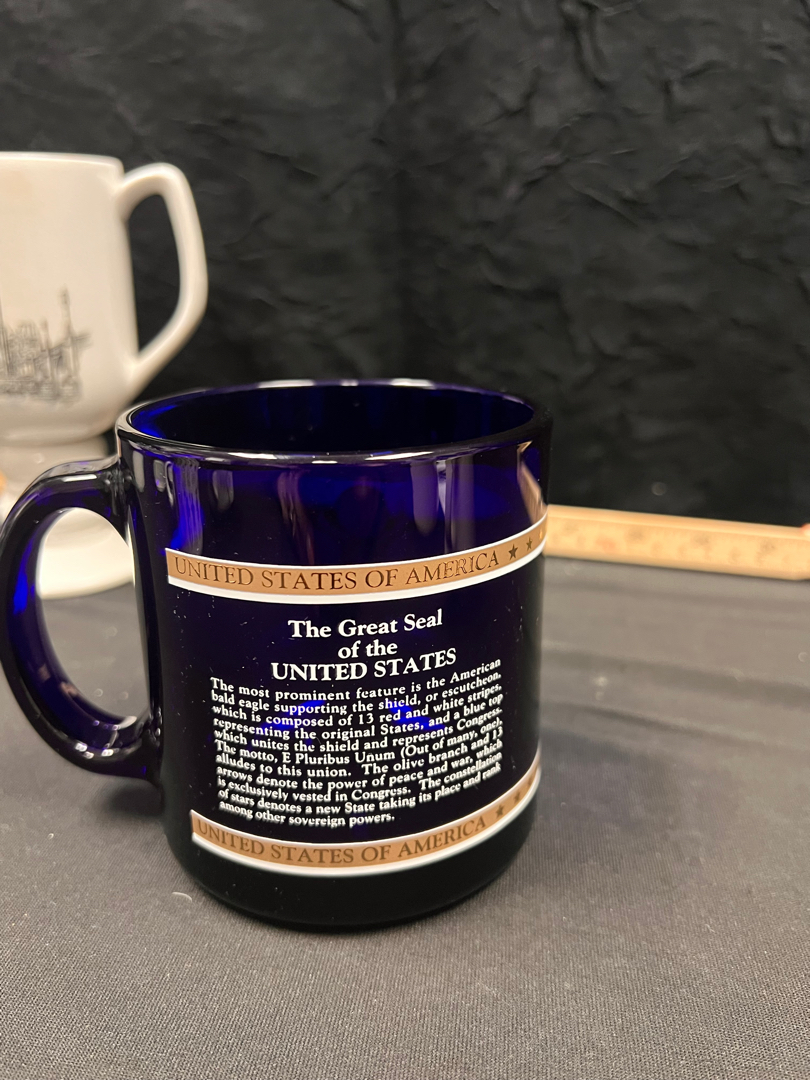 UNITED STATES OF AMERICA ★ ★
The Great Seal
of the
UNITED STATES
The most prominent feature is the American
bald eagle supporting the shield, or escutcheon,
which is composed of 13 red and white stripes,
representing the original States, and a blue top
which unites the shield and represents Congress.
The motto, E Pluribus Unum (Out of many, one),
alludes to this union. The olive branch and 13
arrows denote the power of peace and war, which
is exclusively vested in Congress. The constellation
of stars denotes a new State taking its place and rank
among other sovereign powers.
UNITED STATES OF AMERICA ★ ★